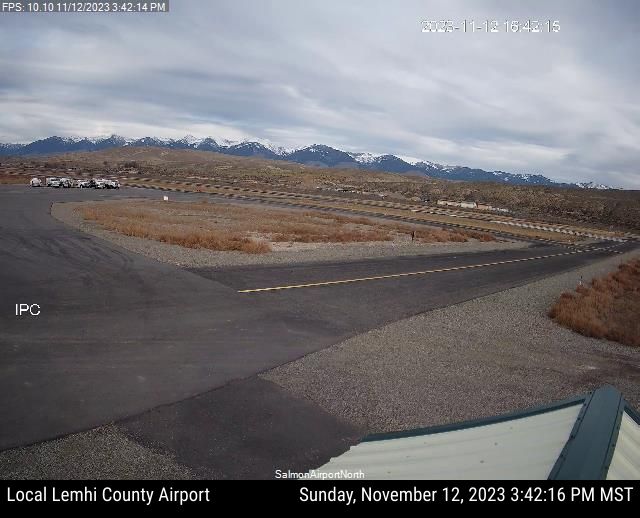 FPS: 10.10 11/12/2023 3:42:14 PM
2023-11-12 15:42:15
IPC
SalmonAirportNorth
Local Lemhi County Airport
Sunday, November 12, 2023 3:42:16 PM MST